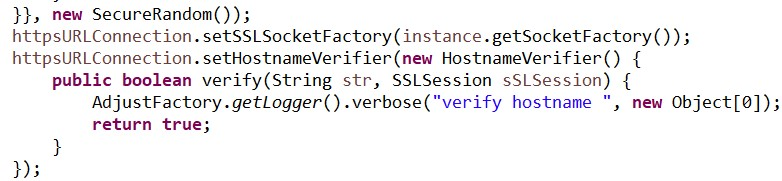 }}, new SecureRandom());
httpsURLConnection.setSSLSocketFactory(instance.getSocketFactory());
httpsURLConnection.setHostnameVerifier(new HostnameVerifier() {
    public boolean verify(String str, SSLSession sSLSession) {
        AdjustFactory.getLogger().verbose("verify hostname ", new Object[0]);
        return true;
    }
});